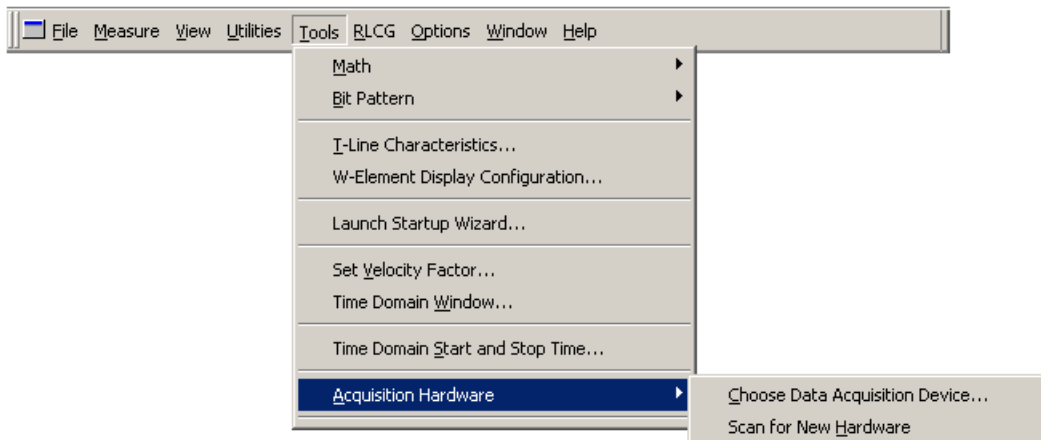 File Measure View Utilities Tools RLCG Options Window Help
Math
Bit Pattern
T-Line Characteristics...
W-Element Display Configuration...
Launch Startup Wizard...
Set Velocity Factor...
Time Domain Window...
Time Domain Start and Stop Time...
Acquisition Hardware
Choose Data Acquisition Device...
Scan for New Hardware